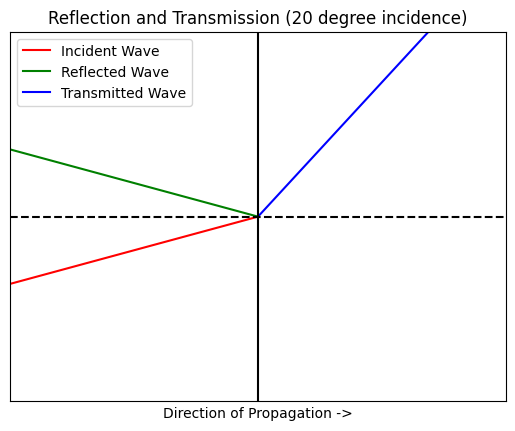 Reflection and Transmission (20 degree incidence)
Incident Wave
Reflected Wave
Transmitted Wave
Direction of Propagation ->